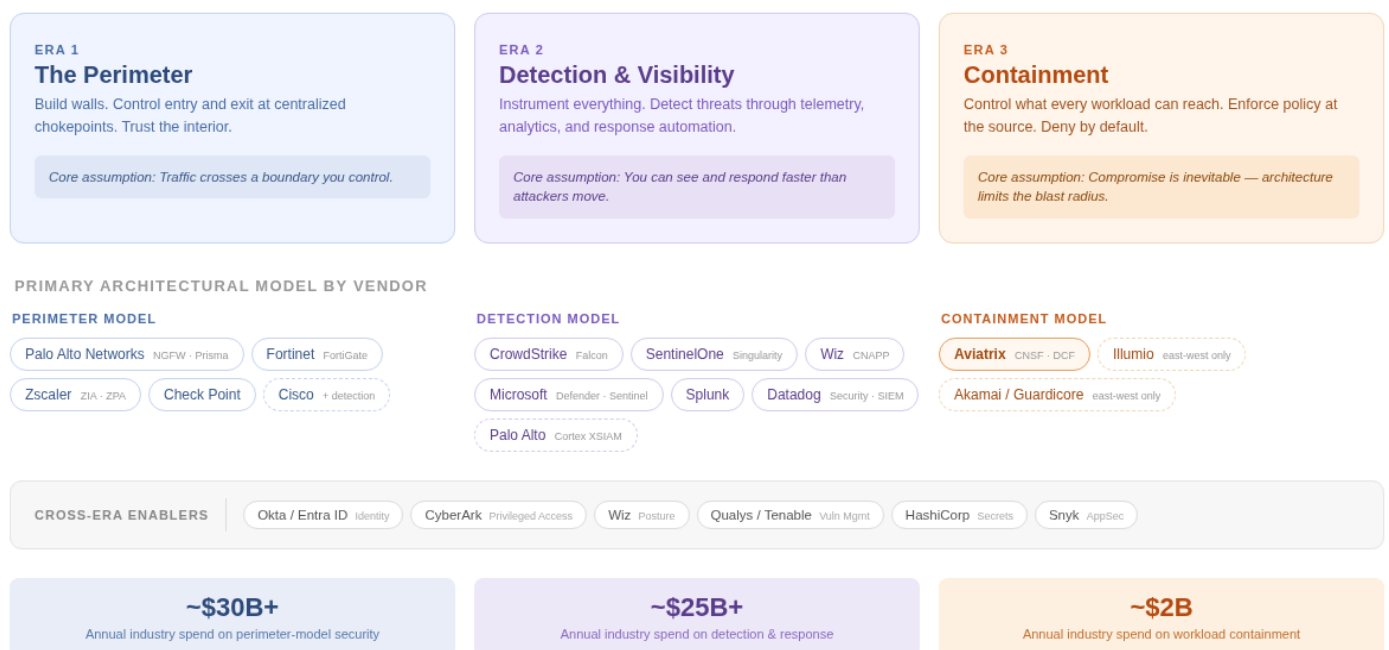 ERA 1
The Perimeter
Build walls. Control entry and exit at centralized
chokepoints. Trust the interior.
Core assumption: Traffic crosses a boundary you control.
ERA 2
Detection & Visibility
Instrument everything. Detect threats through telemetry,
analytics, and response automation.
Core assumption: You can see and respond faster than
attackers move.
ERA 3
Containment
Control what every workload can reach. Enforce policy at
the source. Deny by default.
Core assumption: Compromise is inevitable — architecture
limits the blast radius.
PRIMARY ARCHITECTURAL MODEL BY VENDOR
PERIMETER MODEL
Palo Alto Networks NGFW · Prisma
Fortinet FortiGate
Zscaler ZIA · ZPA
Check Point
Cisco + detection
DETECTION MODEL
CrowdStrike Falcon
SentinelOne Singularity
Wiz CNAPP
Microsoft Defender · Sentinel
Splunk
Datadog Security · SIEM
Palo Alto Cortex XSIAM
CONTAINMENT MODEL
Aviatrix CNSF · DCF
Illumio east-west only
Akamai / Guardicore east-west only
CROSS-ERA ENABLERS
Okta / Entra ID Identity
CyberArk Privileged Access
Wiz Posture
Qualys / Tenable Vuln Mgmt
HashiCorp Secrets
Snyk AppSec
~$30B+
Annual industry spend on perimeter-model security
~$25B+
Annual industry spend on detection & response
~$2B
Annual industry spend on workload containment